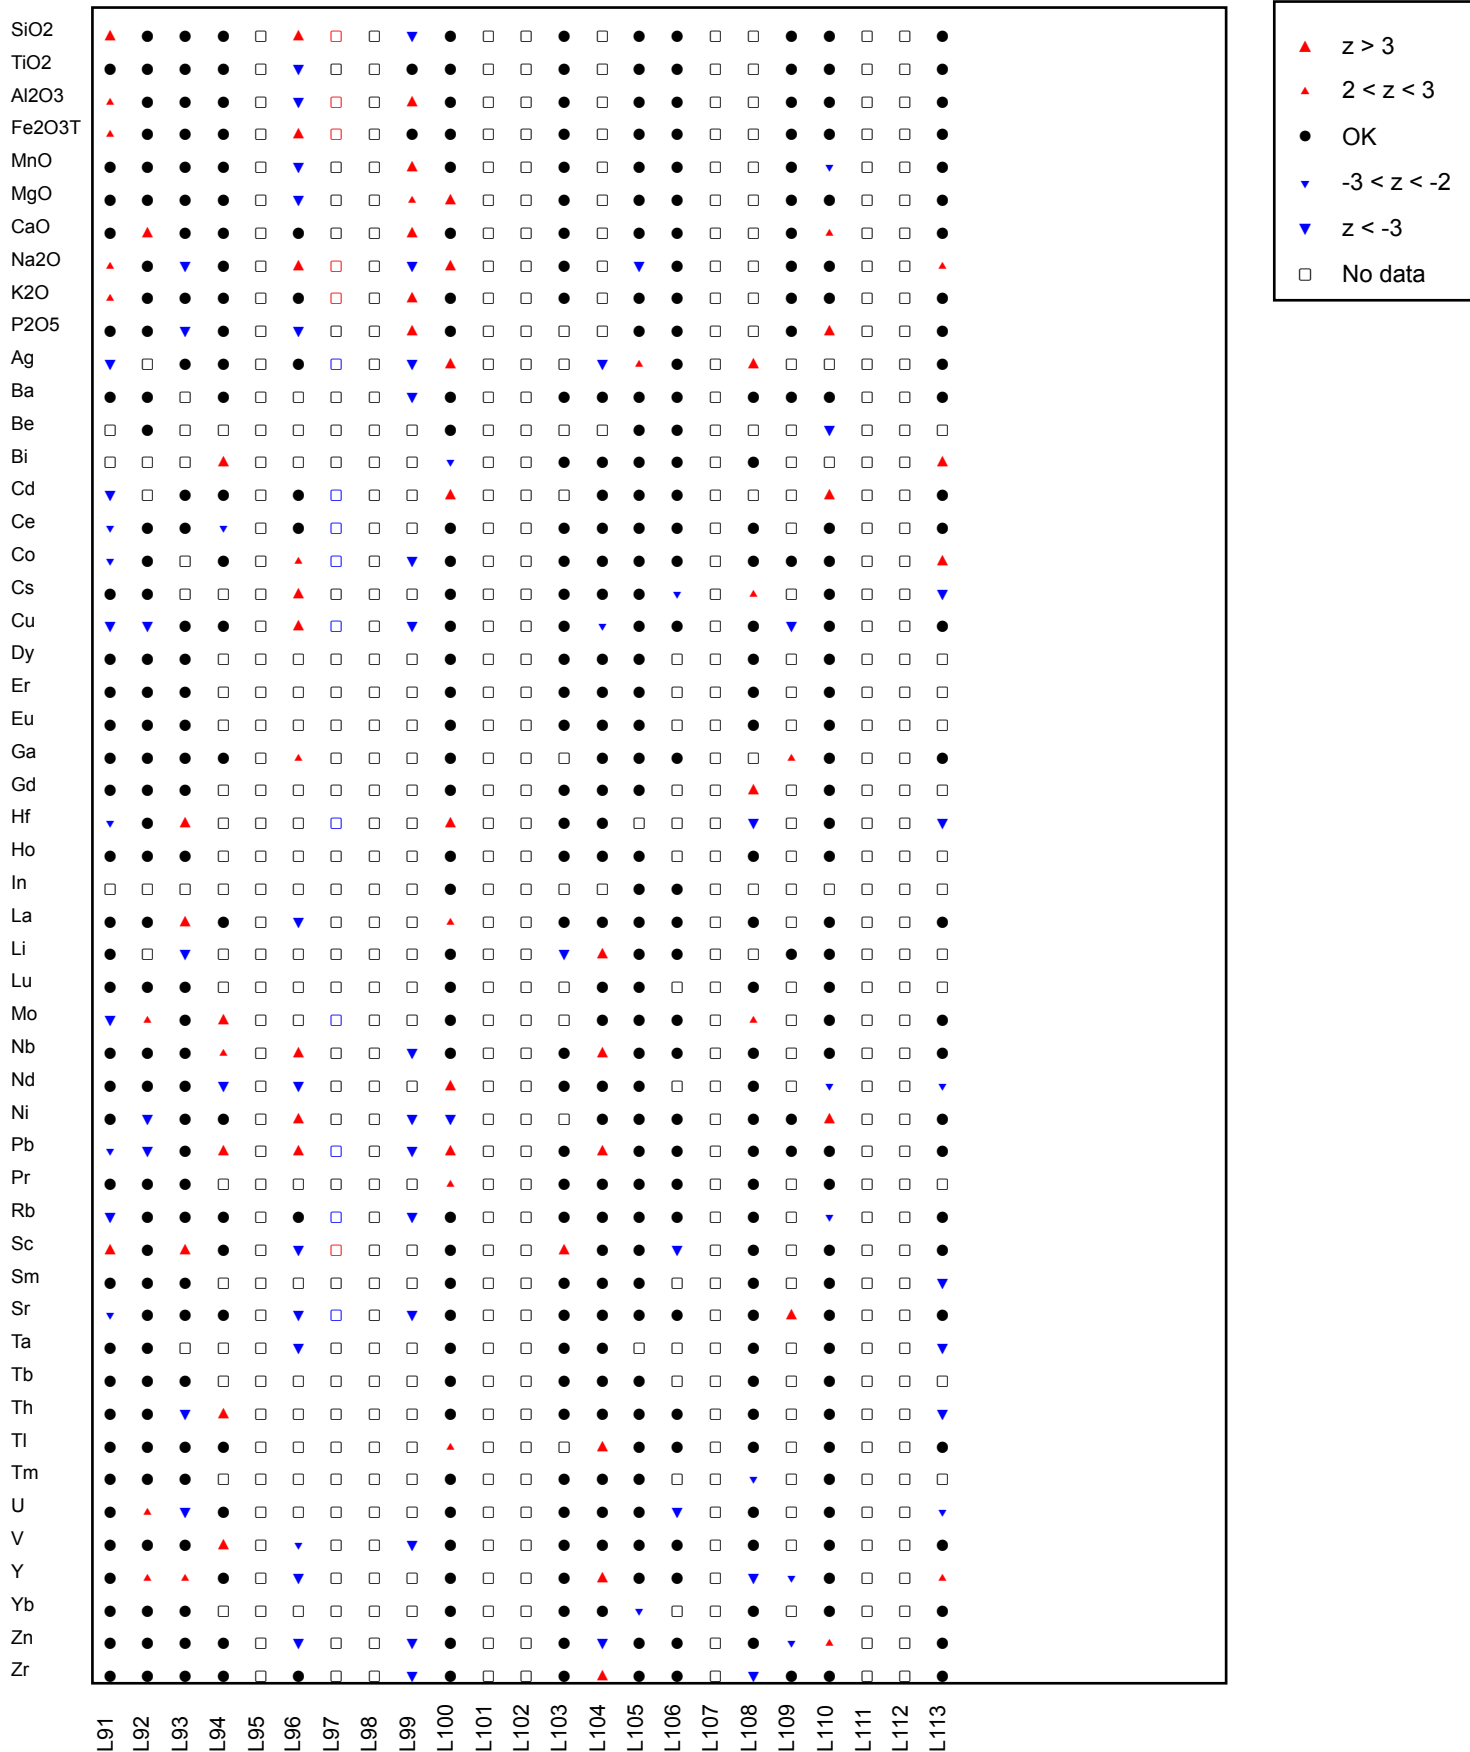 SiO2
TiO2
Al2O3
Fe2O3T
MnO
MgO
CaO
Na2O
K2O
P2O5
Ag
Ba
Be
Bi
Cd
Ce
Co
Cs
Cu
Dy
Er
Eu
Ga
Gd
Hf
Ho
In
La
Li
Lu
Mo
Nb
Nd
Ni
Pb
Pr
Rb
Sc
Sm
Sr
Ta
Tb
Th
Tl
Tm
U
V
Y
Yb
Zn
Zr
L91
L92
L93
L94
L95
L96
L97
L98
L99
L100
L101
L102
L103
L104
L105
L106
L107
L108
L109
L110
L111
L112
L113
z > 3
2 < z < 3
OK
-3 < z < -2
z < -3
No data